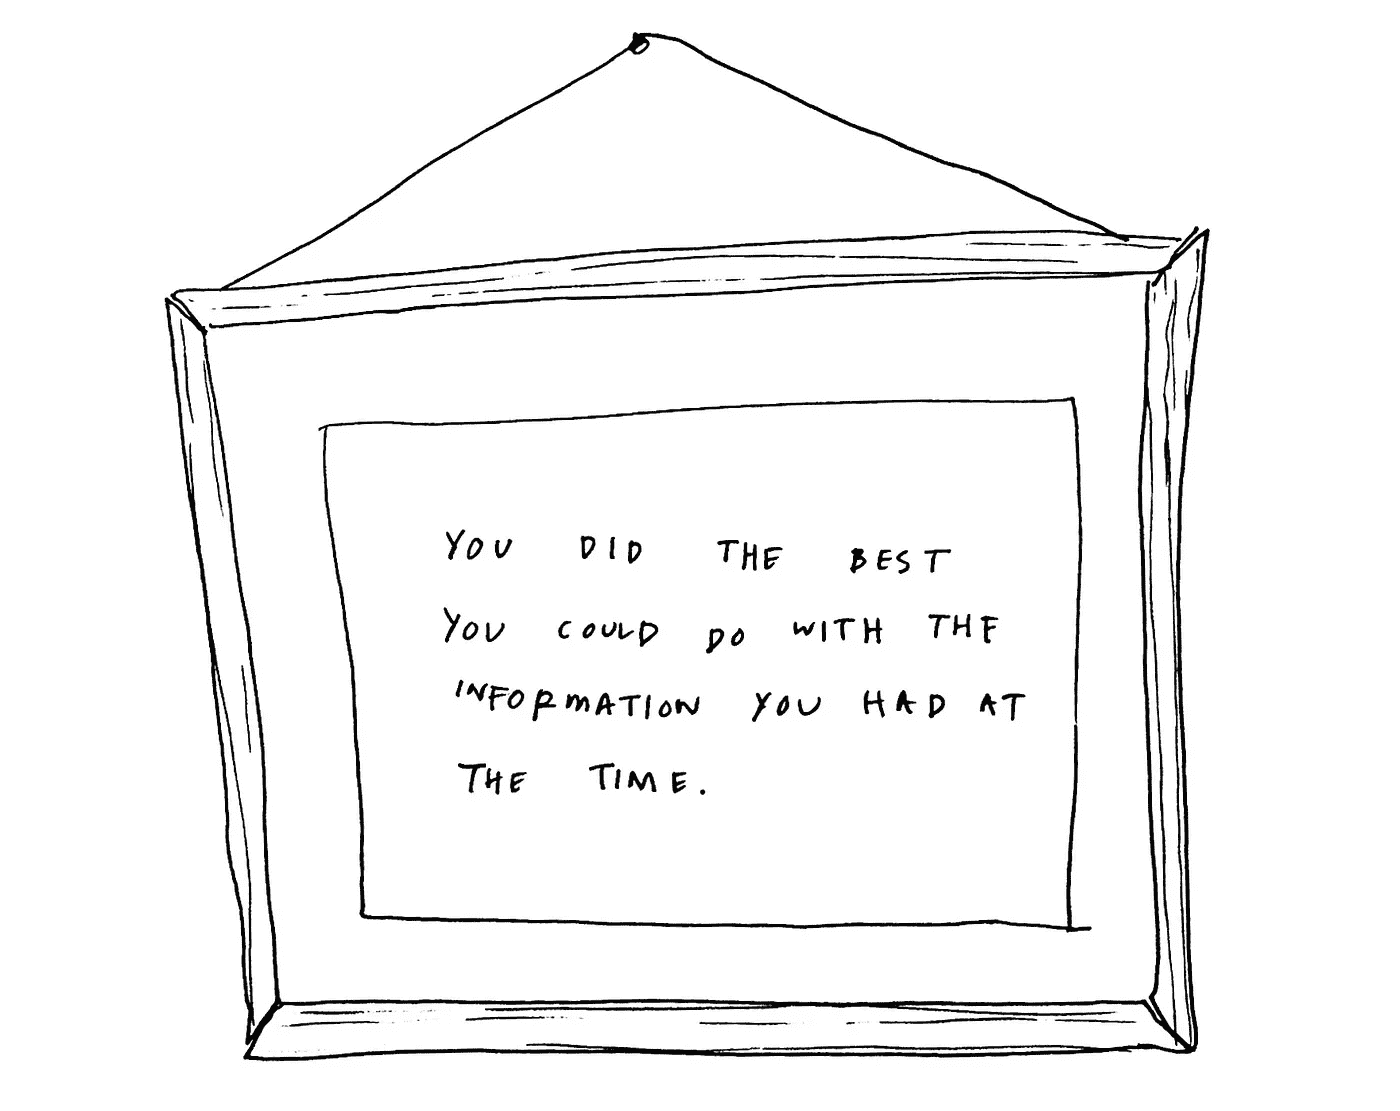 YOU DID THE BEST
YOU COULD DO WITH THE
INFORMATION YOU HAD AT
THE TIME.